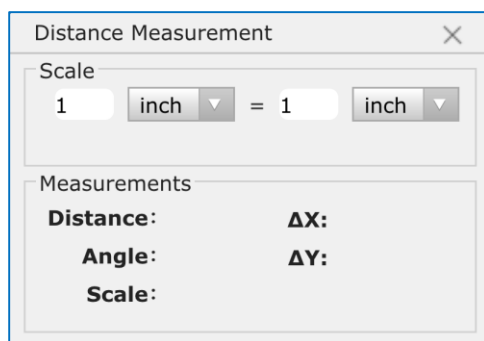 Distance Measurement
Scale
1 inch = 1 inch
Measurements
Distance: ΔX:
Angle: ΔY:
Scale: